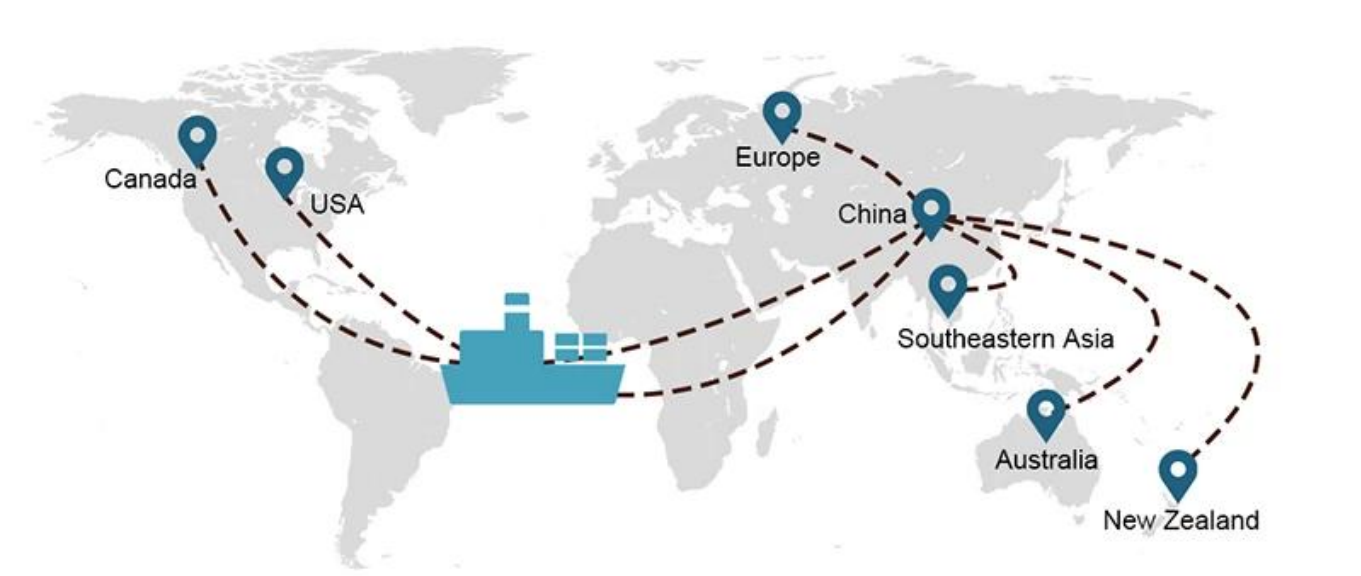 Europe
Canada
USA
China
Southeastern Asia
Australia
New Zealand